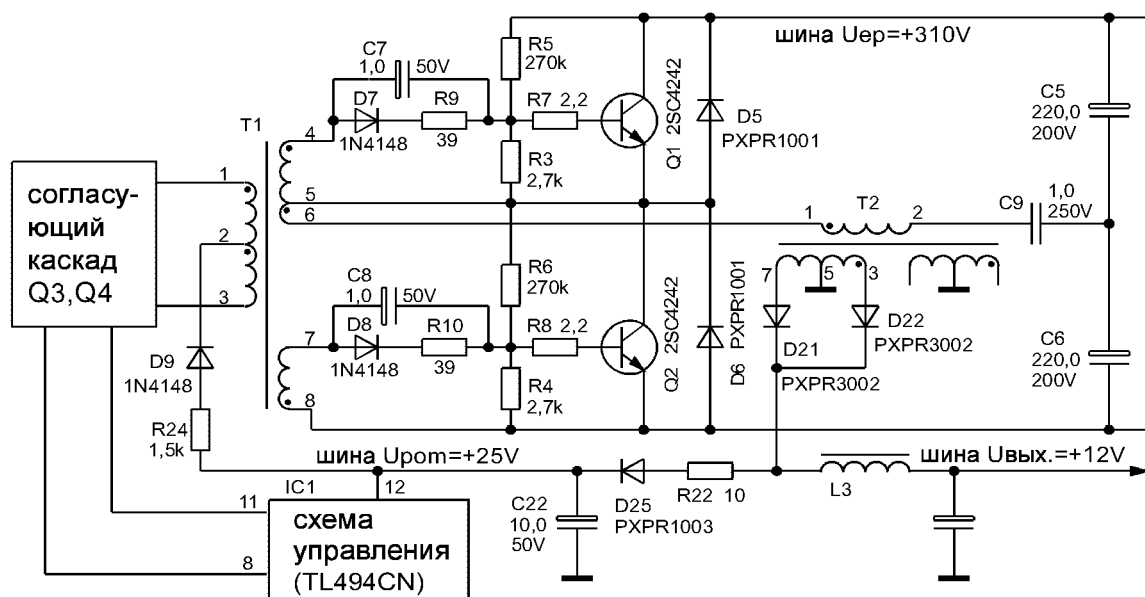 шина Uep=+310V
C7
1,0
50V
R5
270k
D7
1N4148
R9
39
R7 2,2
Q1 2SC4242
D5
PXPR1001
C5
220,0
200V
T1
4
5
6
R3
2,7k
согласу-
ющий
каскад
Q3,Q4
1
2
3
1
T2
2
C9
1,0
250V
C8
1,0
50V
R6
270k
7
5
3
7
D8
1N4148
R10
39
R8 2,2
Q2 2SC4242
D6 PXPR1001
D21
PXPR3002
D22
PXPR3002
C6
220,0
200V
D9
1N4148
8
R4
2,7k
R24
1,5k
шина Upom=+25V
шина Uвых.=+12V
IC1
12
11
8
схема
управления
(TL494CN)
C22
10,0
50V
D25
PXPR1003
R22 10
L3